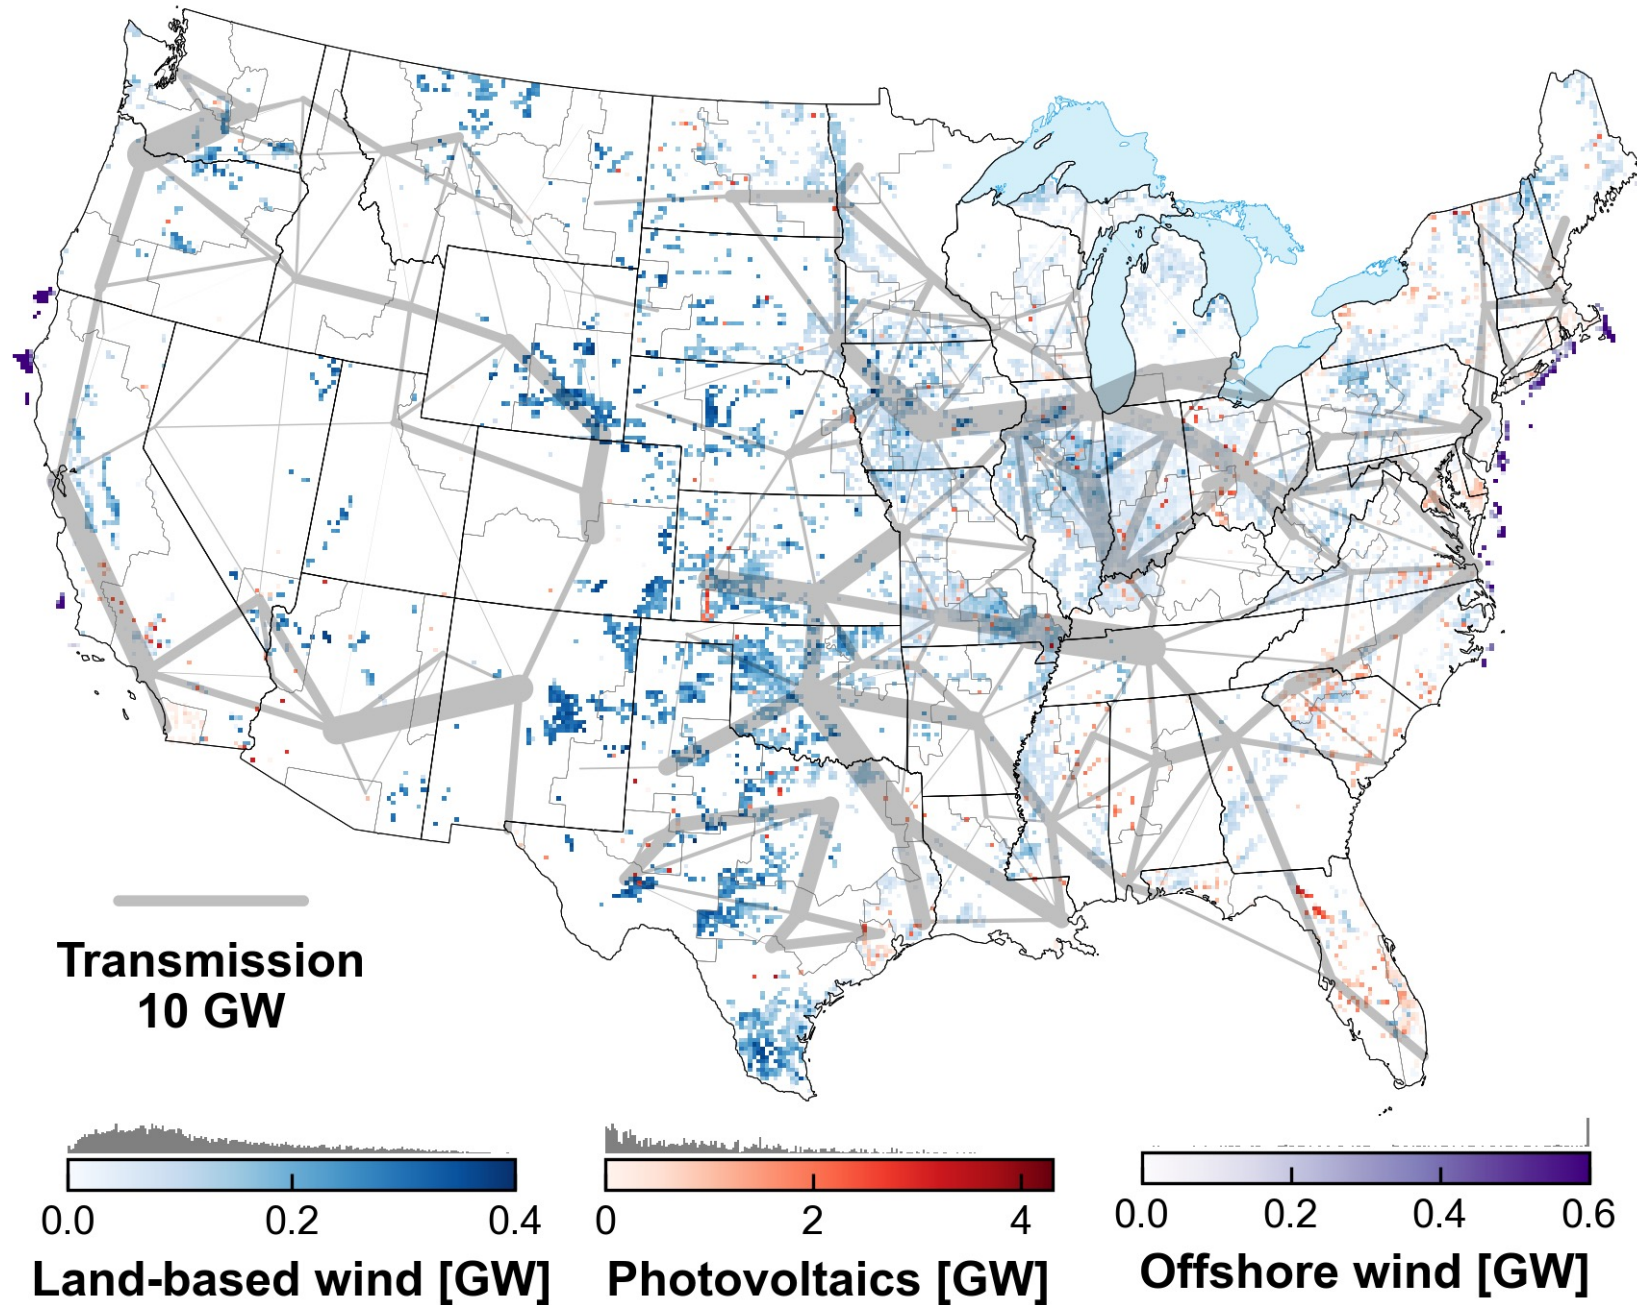 Transmission
10 GW
0.0 0.2 0.4
Land-based wind [GW]
0 2 4
Photovoltaics [GW]
0.0 0.2 0.4 0.6
Offshore wind [GW]